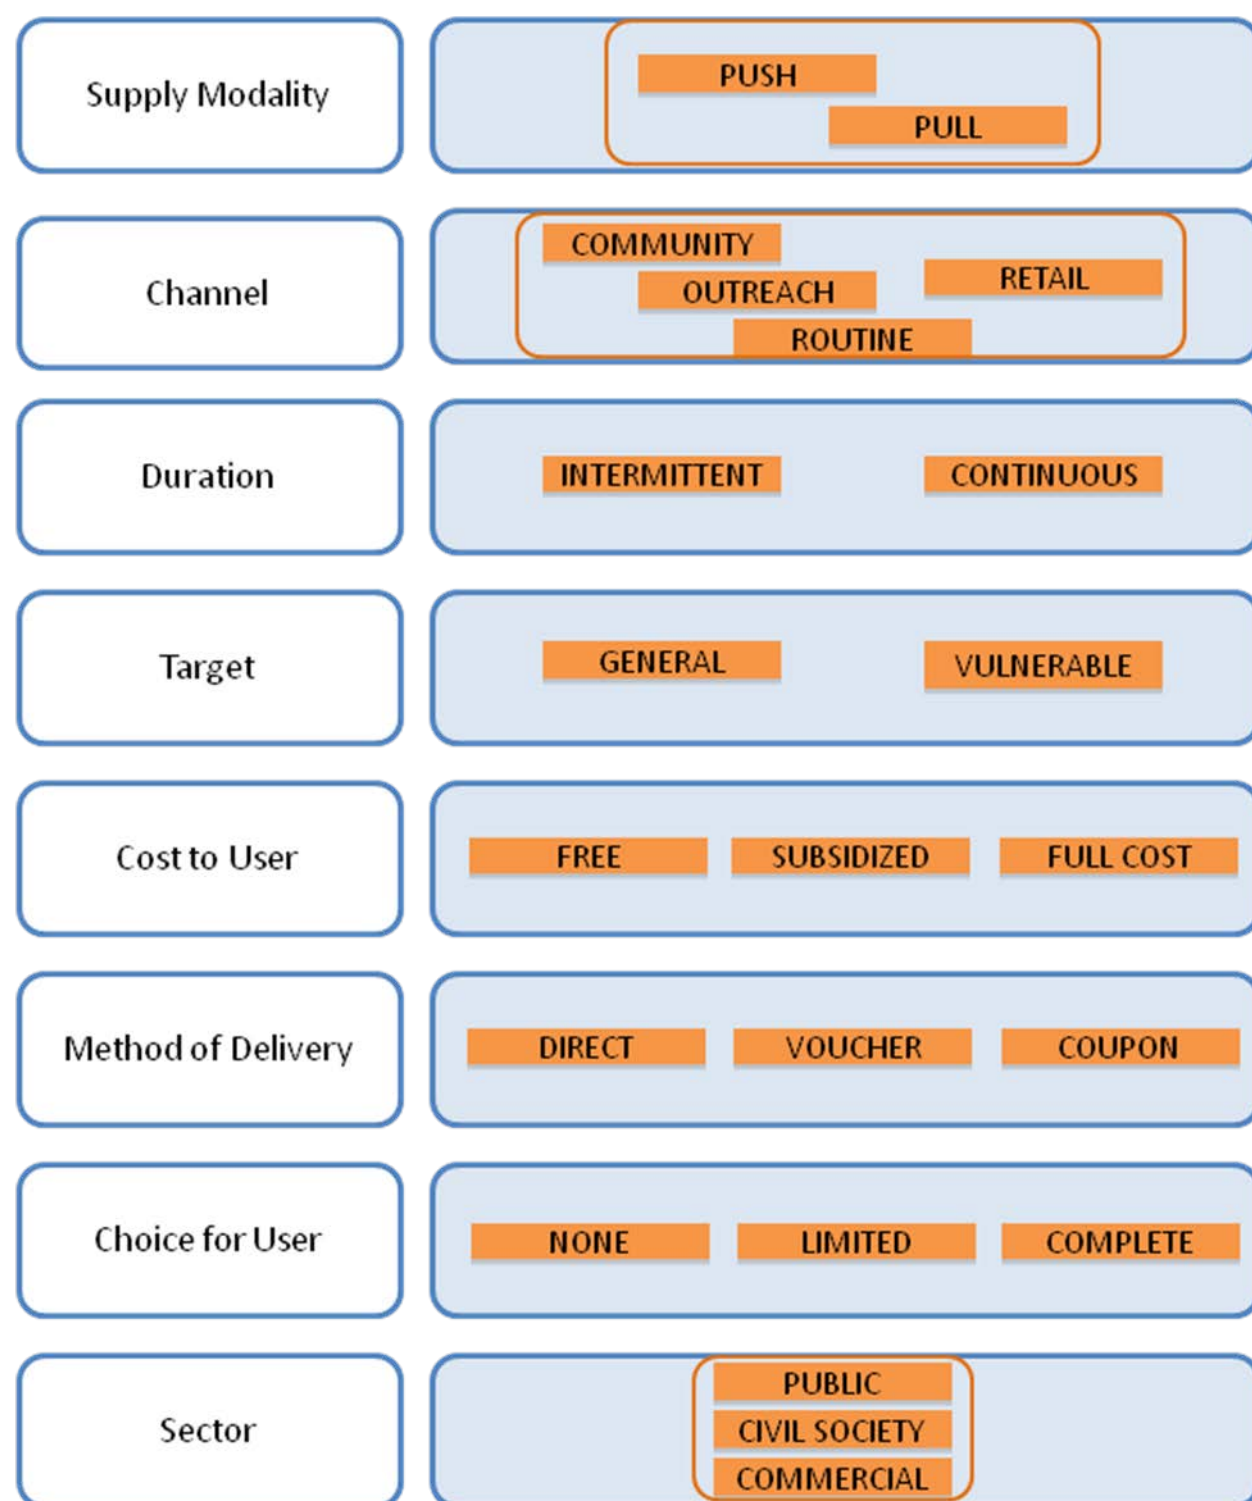 Supply Modality
PUSH
PULL
Channel
COMMUNITY
OUTREACH
RETAIL
ROUTINE
Duration
INTERMITTENT
CONTINUOUS
Target
GENERAL
VULNERABLE
Cost to User
FREE
SUBSIDIZED
FULL COST
Method of Delivery
DIRECT
VOUCHER
COUPON
Choice for User
NONE
LIMITED
COMPLETE
Sector
PUBLIC
CIVIL SOCIETY
COMMERCIAL